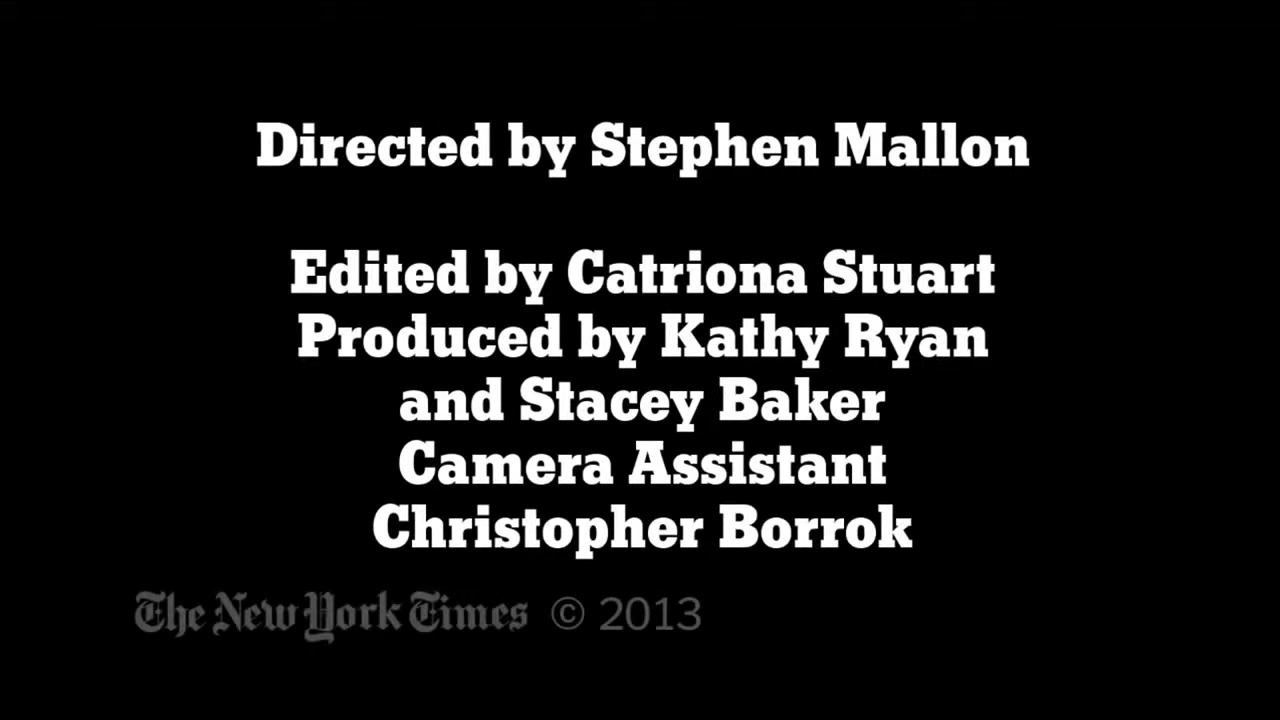 Directed by Stephen Mallon
Edited by Catriona Stuart
Produced by Kathy Ryan
and Stacey Baker
Camera Assistant
Christopher Borrok
The New York Times © 2013